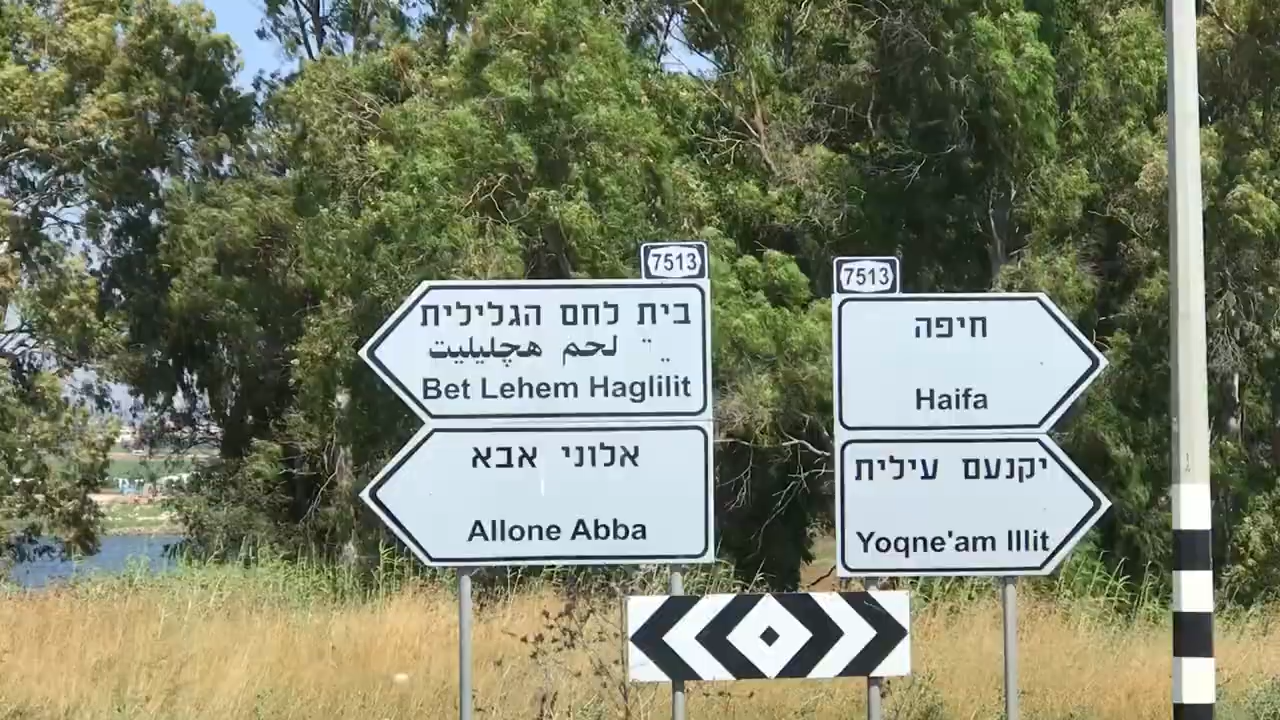 7513
בית לחם הגלילית
لحم هچليليت
Bet Lehem Haglilit
אלוני אבא
Allone Abba
7513
חיפה
Haifa
יקנעם עילית
Yoqne'am Illit